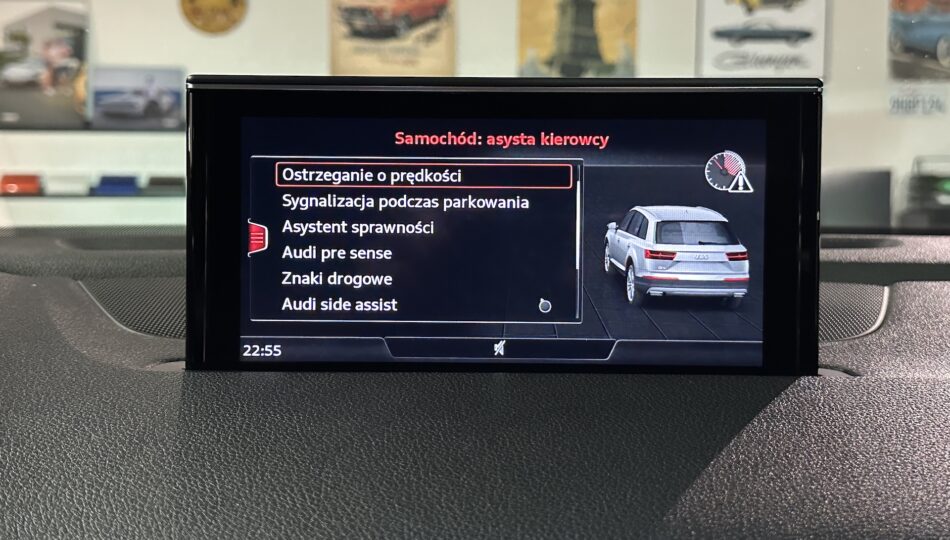 Samochód: asysta kierowcy
Ostrzeganie o prędkości
Sygnalizacja podczas parkowania
Asystent sprawności
Audi pre sense
Znaki drogowe
Audi side assist
22:55